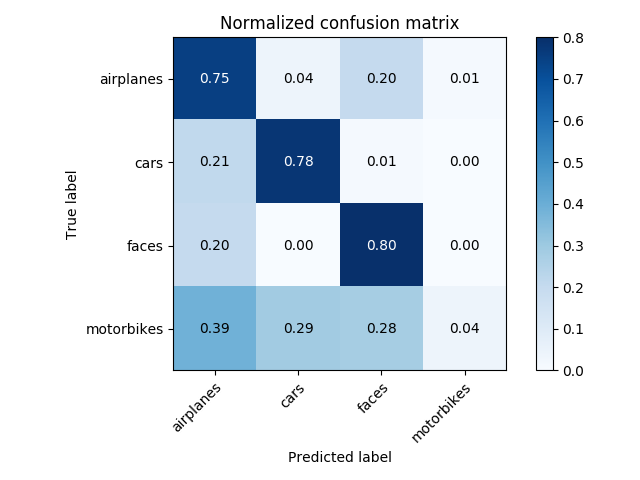 Normalized confusion matrix
True label
airplanes 0.75 0.04 0.20 0.01
cars 0.21 0.78 0.01 0.00
faces 0.20 0.00 0.80 0.00
motorbikes 0.39 0.29 0.28 0.04
airplanes cars faces motorbikes
Predicted label
0.8
0.7
0.6
0.5
0.4
0.3
0.2
0.1
0.0